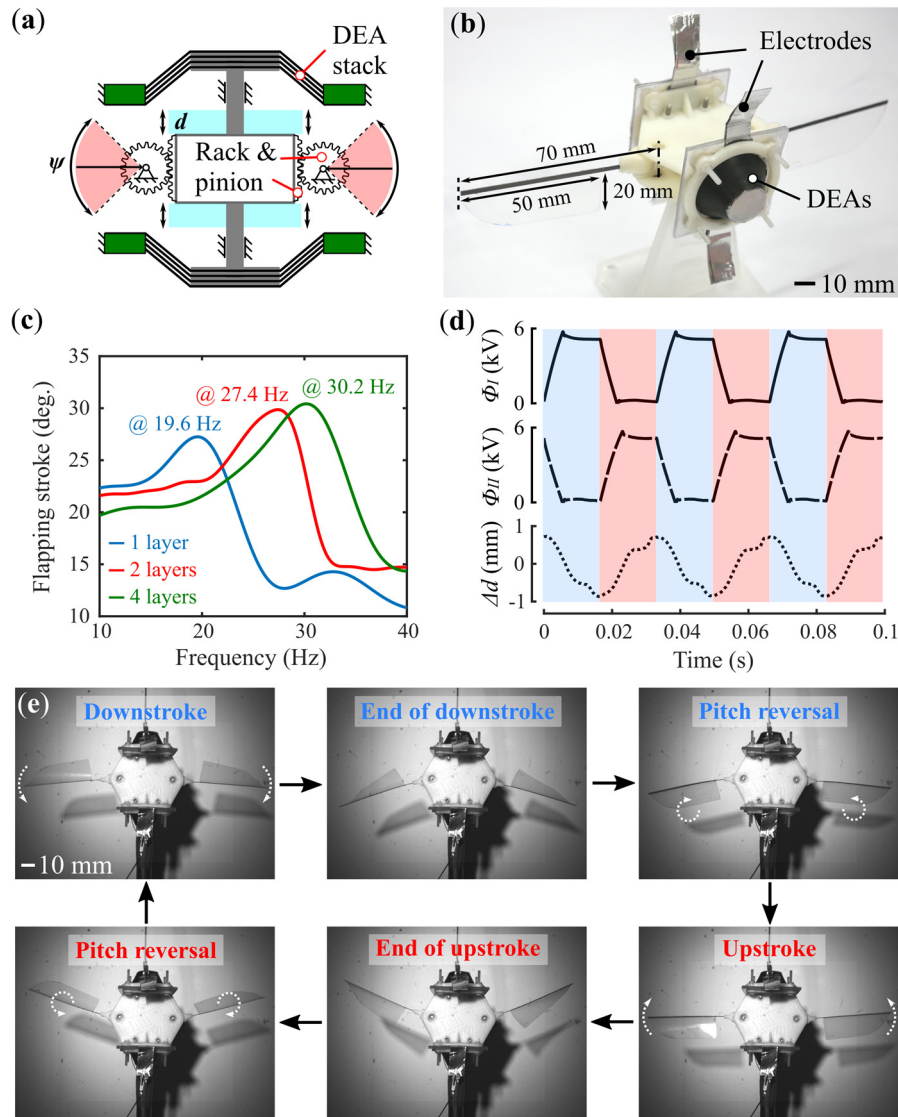 (a)
DEA
stack
d
ψ
Rack &
pinion
(b)
Electrodes
70 mm
50 mm
20 mm
DEAs
10 mm
(c)
Flapping stroke (deg.)
35
30
25
20
15
10
@ 19.6 Hz
@ 27.4 Hz
@ 30.2 Hz
1 layer
2 layers
4 layers
10 20 30 40
Frequency (Hz)
(d)
Φ_I (kV)
6
0
Φ_II (kV)
6
0
Δd (mm)
1
0
-1
0 0.02 0.04 0.06 0.08 0.1
Time (s)
(e)
Downstroke
End of downstroke
Pitch reversal
10 mm
Pitch reversal
End of upstroke
Upstroke